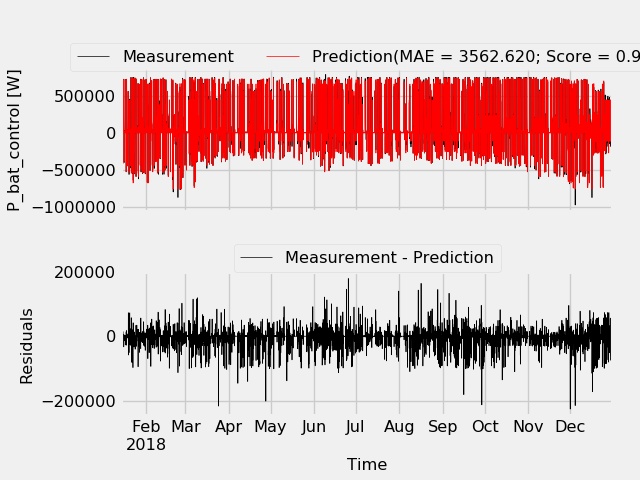 Measurement Prediction(MAE = 3562.620; Score = 0.9
P_bat_control [W]
500000
0
−500000
−1000000
Measurement - Prediction
Residuals
200000
0
−200000
Feb Mar Apr May Jun Jul Aug Sep Oct Nov Dec
2018
Time